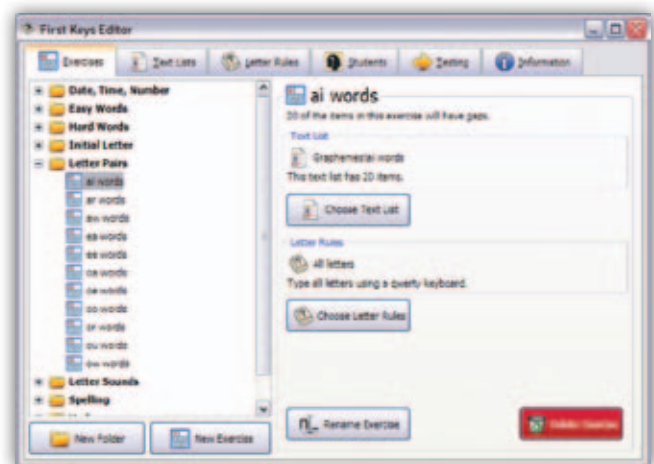 First Keys Editor
Exercises Text Lists Letter Rules Students Testing Information
Date, Time, Number
Easy Words
Hard Words
Initial Letter
Letter Pairs
ai words
ar words
aw words
ea words
ee words
oa words
oo words
or words
ou words
ow words
Letter Sounds
Spelling
New Folder New Exercise
ai words
20 of the items in this exercise will have gaps.
Text List
Graphemes\ai words
This text list has 20 items.
Choose Text List
Letter Rules
All letters
Type all letters using a qwerty keyboard.
Choose Letter Rules
Rename Exercise Delete Exercise